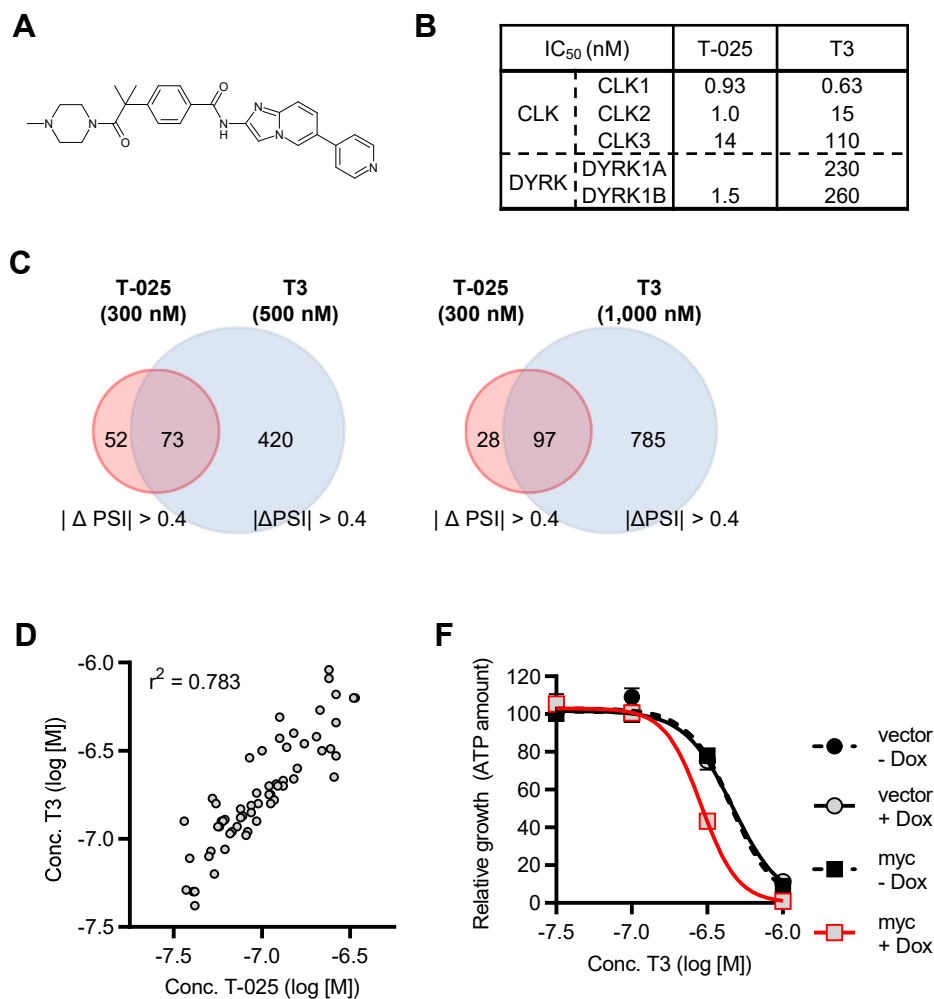 A
O
N
N
N
O
NH
N
N
N
B
IC50 (nM) T-025 T3
CLK CLK1 0.93 0.63
CLK2 1.0 15
CLK3 14 110
DYRK DYRK1A 230
DYRK1B 1.5 260
C
T-025 (300 nM)
T3 (500 nM)
52 73 420
| Δ PSI| > 0.4 |ΔPSI| > 0.4
T-025 (300 nM)
T3 (1,000 nM)
28 97 785
| Δ PSI| > 0.4 |ΔPSI| > 0.4
D
r2 = 0.783
Conc. T3 (log [M])
-6.0
-6.5
-7.0
-7.5
-7.5 -7.0 -6.5
Conc. T-025 (log [M])
F
Relative growth (ATP amount)
120
100
80
60
40
20
0
-7.5 -7.0 -6.5 -6.0
Conc. T3 (log [M])
vector
- Dox
vector
+ Dox
myc
- Dox
myc
+ Dox